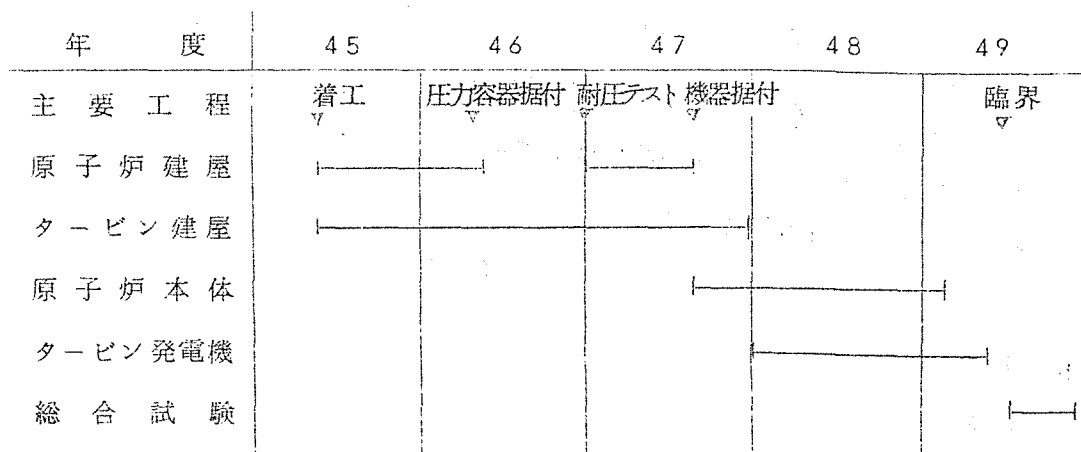 年度 45 46 47 48 49
主要工程 着工 圧力容器据付 耐圧テスト 機器据付 臨界
原子炉建屋
タービン建屋
原子炉本体
タービン発電機
総合試験